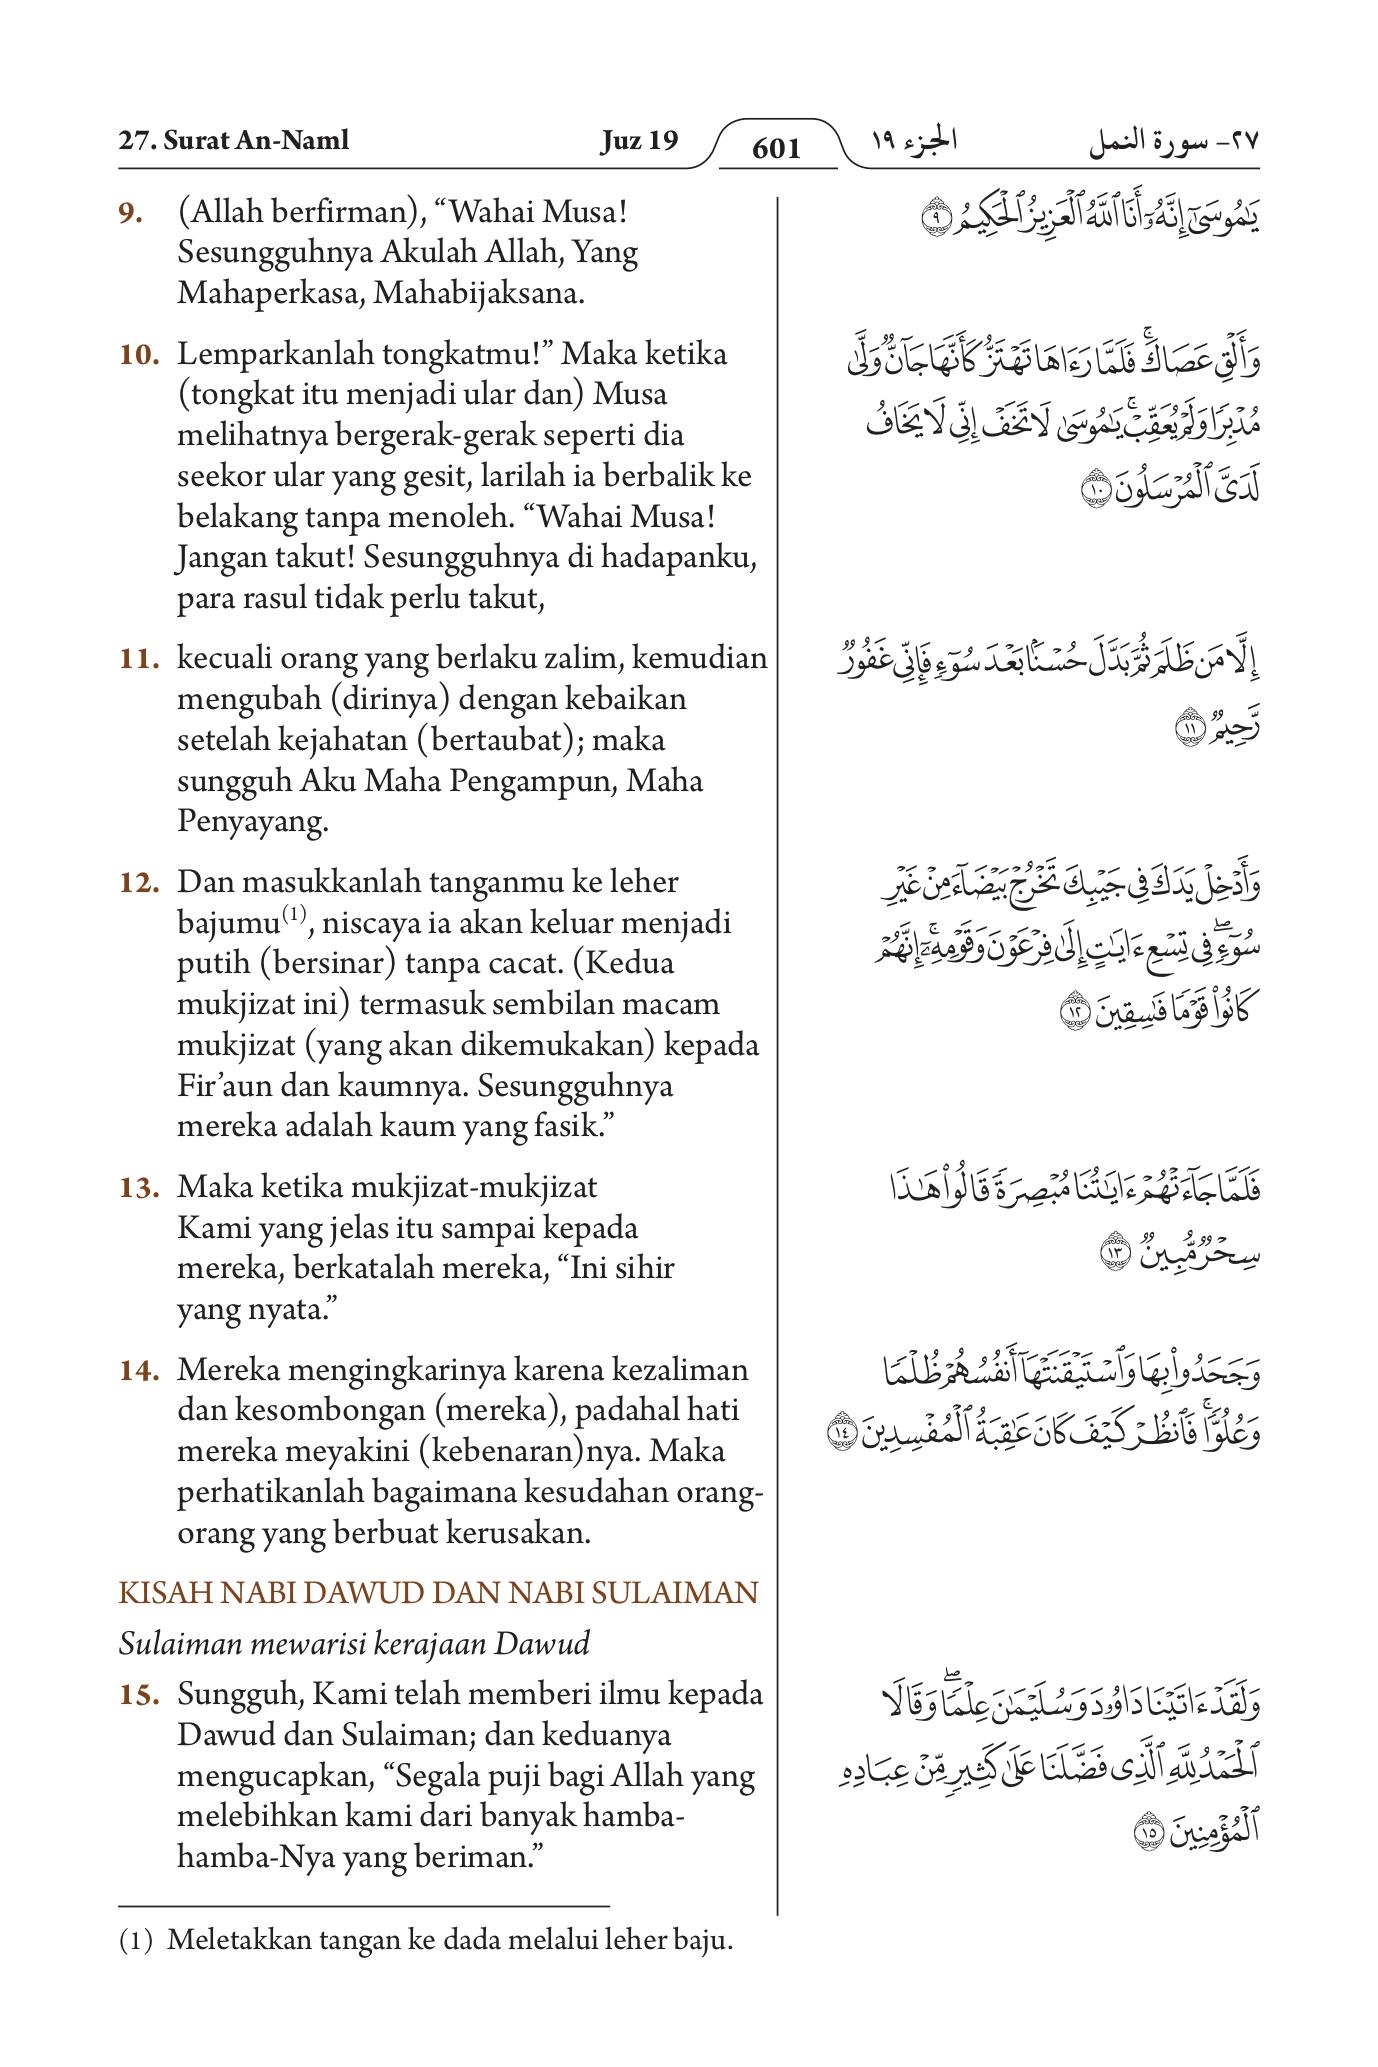 27. Surat An-Naml
Juz 19
601
الجزء ١٩
٢٧- سورة النمل
9. (Allah berfirman), “Wahai Musa!
Sesungguhnya Akulah Allah, Yang
Mahaperkasa, Mahabijaksana.
يَٰمُوسَىٰٓ إِنَّهُۥٓ أَنَا ٱللَّهُ ٱلْعَزِيزُ ٱلْحَكِيمُ ٩
10. Lemparkanlah tongkatmu!” Maka ketika
(tongkat itu menjadi ular dan) Musa
melihatnya bergerak-gerak seperti dia
seekor ular yang gesit, larilah ia berbalik ke
belakang tanpa menoleh. “Wahai Musa!
Jangan takut! Sesungguhnya di hadapanku,
para rasul tidak perlu takut,
وَأَلْقِ عَصَاكَۚ فَلَمَّا رَءَاهَا تَهْتَزُّ كَأَنَّهَا جَآنٌّ وَلَّىٰ
مُدْبِرًا وَلَمْ يُعَقِّبْۚ يَٰمُوسَىٰ لَا تَخَفْ إِنِّى لَا يَخَافُ
لَدَىَّ ٱلْمُرْسَلُونَ ١٠
11. kecuali orang yang berlaku zalim, kemudian
mengubah (dirinya) dengan kebaikan
setelah kejahatan (bertaubat); maka
sungguh Aku Maha Pengampun, Maha
Penyayang.
إِلَّا مَن ظَلَمَ ثُمَّ بَدَّلَ حُسْنًۢا بَعْدَ سُوٓءٍ فَإِنِّى غَفُورٌ
رَّحِيمٌ ١١
12. Dan masukkanlah tanganmu ke leher
bajumu(1), niscaya ia akan keluar menjadi
putih (bersinar) tanpa cacat. (Kedua
mukjizat ini) termasuk sembilan macam
mukjizat (yang akan dikemukakan) kepada
Fir’aun dan kaumnya. Sesungguhnya
mereka adalah kaum yang fasik.”
وَأَدْخِلْ يَدَكَ فِى جَيْبِكَ تَخْرُجْ بَيْضَآءَ مِنْ غَيْرِ
سُوٓءٍۖ فِى تِسْعِ ءَايَٰتٍ إِلَىٰ فِرْعَوْنَ وَقَوْمِهِۦٓۚ إِنَّهُمْ
كَانُوا۟ قَوْمًا فَٰسِقِينَ ١٢
13. Maka ketika mukjizat-mukjizat
Kami yang jelas itu sampai kepada
mereka, berkatalah mereka, “Ini sihir
yang nyata.”
فَلَمَّا جَآءَتْهُمْ ءَايَٰتُنَا مُبْصِرَةً قَالُوا۟ هَٰذَا
سِحْرٌ مُّبِينٌ ١٣
14. Mereka mengingkarinya karena kezaliman
dan kesombongan (mereka), padahal hati
mereka meyakini (kebenaran)nya. Maka
perhatikanlah bagaimana kesudahan orang-
orang yang berbuat kerusakan.
وَجَحَدُوا۟ بِهَا وَٱسْتَيْقَنَتْهَآ أَنفُسُهُمْ ظُلْمًا
وَعُلُوًّاۚ فَٱنظُرْ كَيْفَ كَانَ عَٰقِبَةُ ٱلْمُفْسِدِينَ ١٤
KISAH NABI DAWUD DAN NABI SULAIMAN
Sulaiman mewarisi kerajaan Dawud
15. Sungguh, Kami telah memberi ilmu kepada
Dawud dan Sulaiman; dan keduanya
mengucapkan, “Segala puji bagi Allah yang
melebihkan kami dari banyak hamba-
hamba-Nya yang beriman.”
وَلَقَدْ ءَاتَيْنَا دَاوُۥدَ وَسُلَيْمَٰنَ عِلْمًاۖ وَقَالَا
ٱلْحَمْدُ لِلَّهِ ٱلَّذِى فَضَّلَنَا عَلَىٰ كَثِيرٍ مِّنْ عِبَادِهِ
ٱلْمُؤْمِنِينَ ١٥
(1) Meletakkan tangan ke dada melalui leher baju.